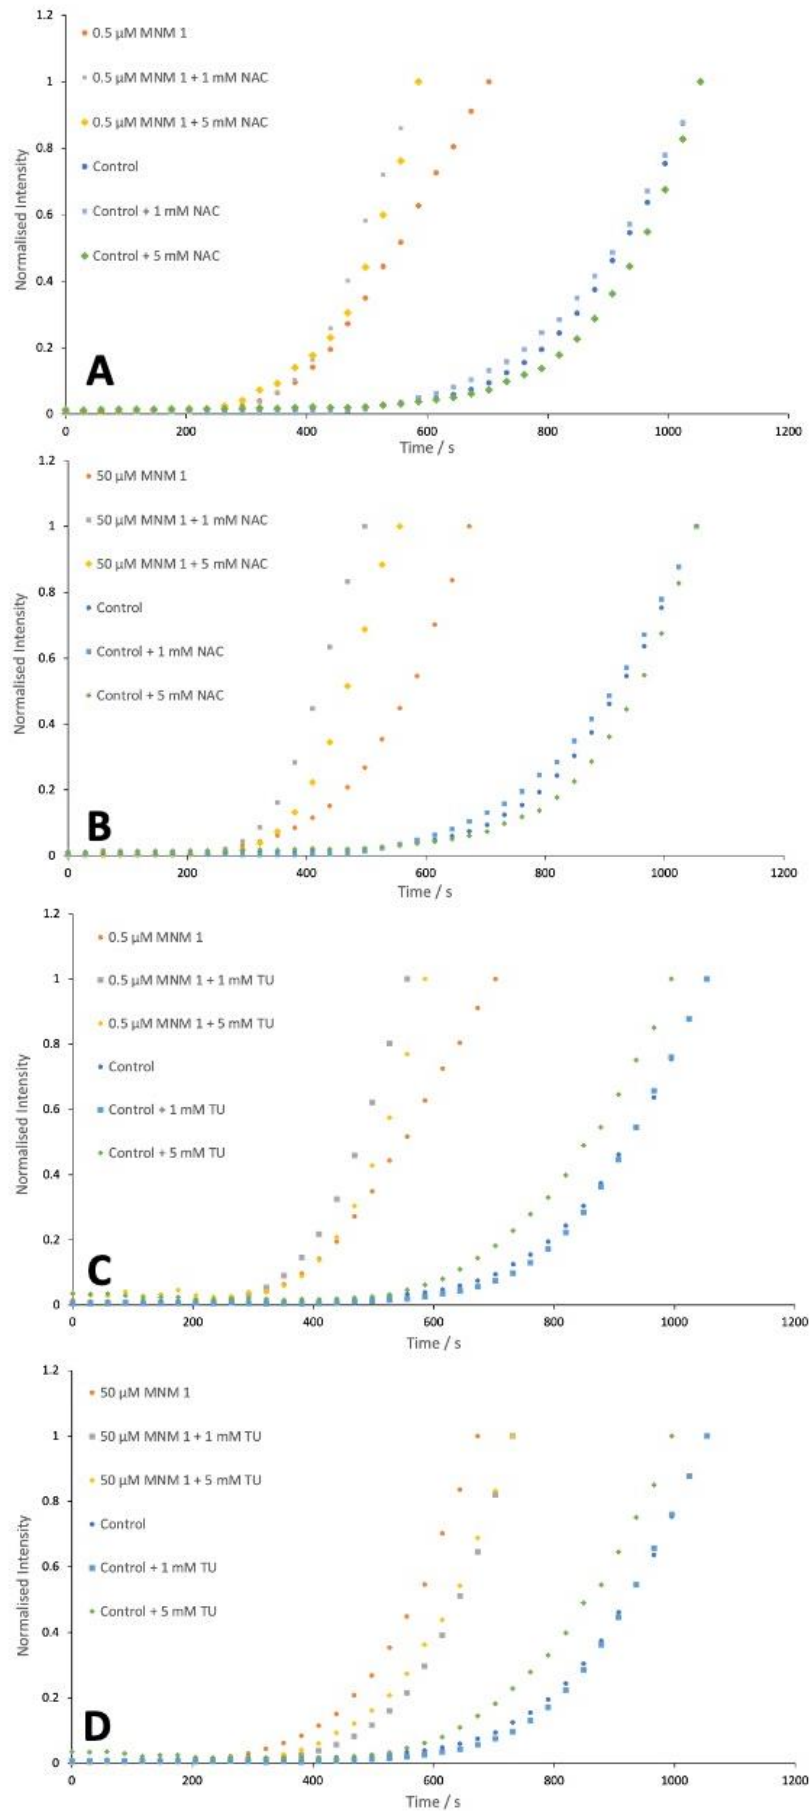 1.2
1
0.8
0.6
0.4
0.2
0
Normalised Intensity
0.5 µM MNM 1
0.5 µM MNM 1 + 1 mM NAC
0.5 µM MNM 1 + 5 mM NAC
Control
Control + 1 mM NAC
Control + 5 mM NAC
A
0 200 400 600 800 1000 1200
Time / s
1.2
1
0.8
0.6
0.4
0.2
0
Normalised Intensity
50 µM MNM 1
50 µM MNM 1 + 1 mM NAC
50 µM MNM 1 + 5 mM NAC
Control
Control + 1 mM NAC
Control + 5 mM NAC
B
0 200 400 600 800 1000 1200
Time / s
1.2
1
0.8
0.6
0.4
0.2
0
Normalised Intensity
0.5 µM MNM 1
0.5 µM MNM 1 + 1 mM TU
0.5 µM MNM 1 + 5 mM TU
Control
Control + 1 mM TU
Control + 5 mM TU
C
0 200 400 600 800 1000 1200
Time / s
1.2
1
0.8
0.6
0.4
0.2
0
Normalised Intensity
50 µM MNM 1
50 µM MNM 1 + 1 mM TU
50 µM MNM 1 + 5 mM TU
Control
Control + 1 mM TU
Control + 5 mM TU
D
0 200 400 600 800 1000 1200
Time / s